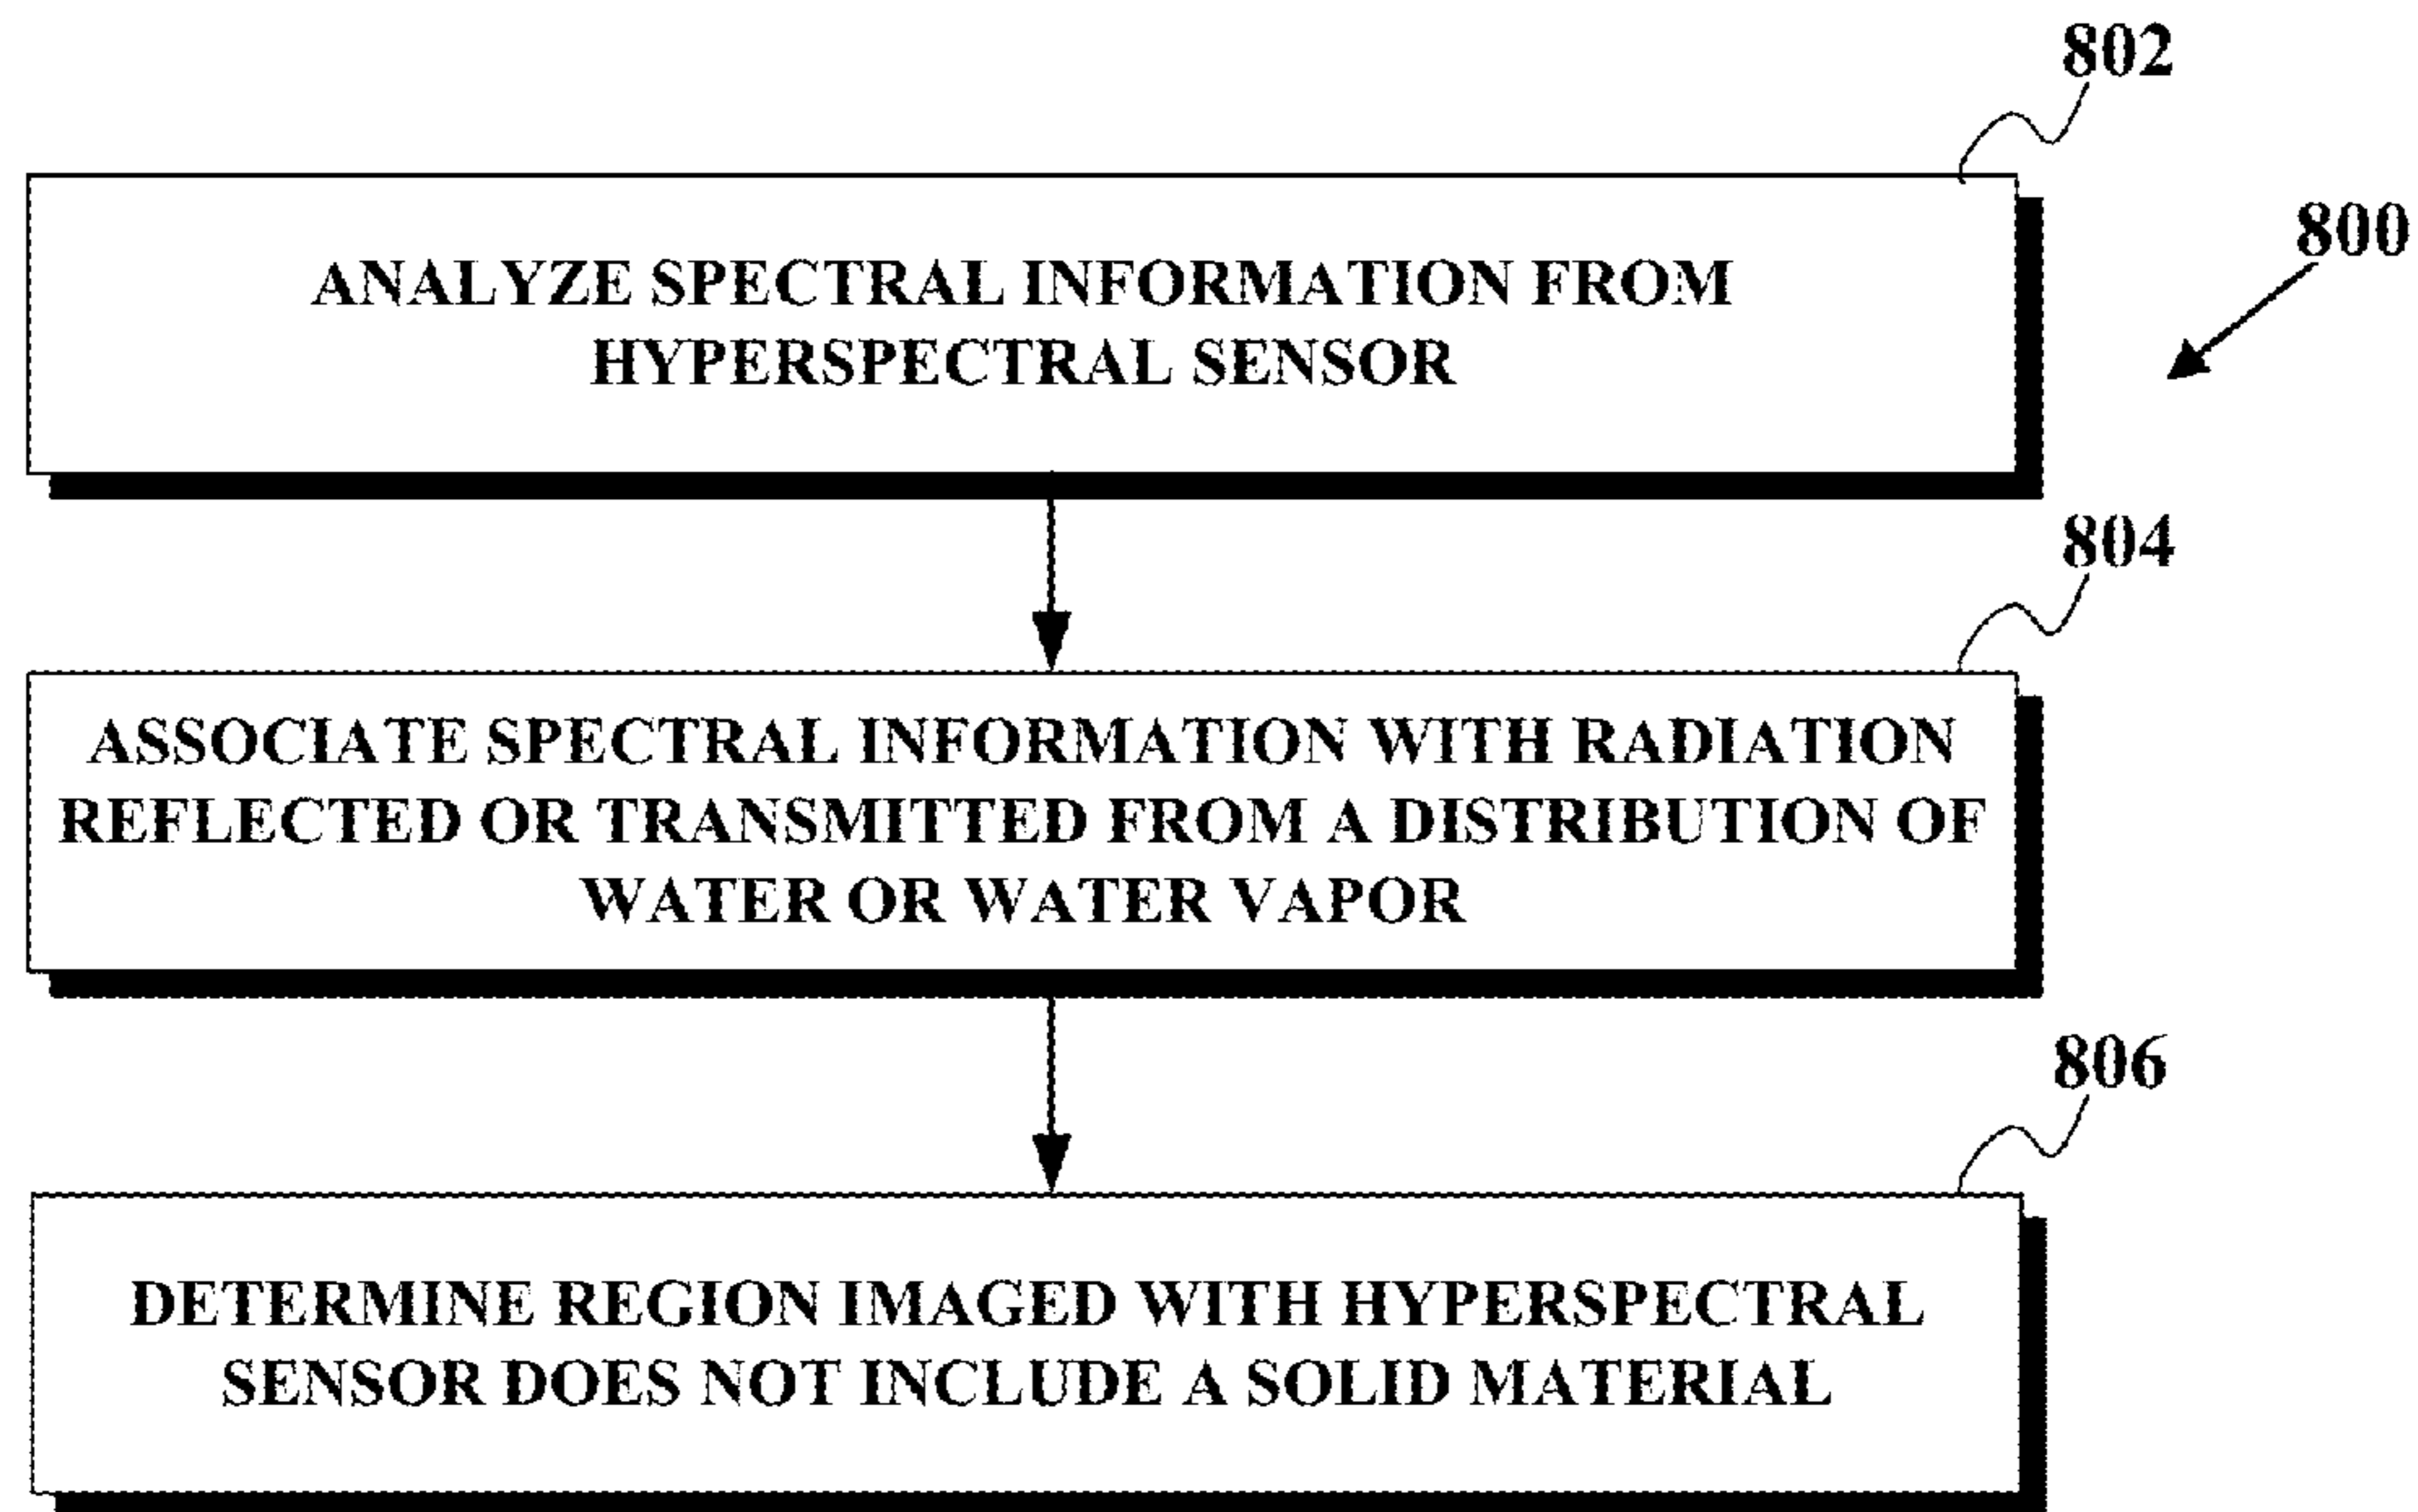 802
800
ANALYZE SPECTRAL INFORMATION FROM
HYPERSPECTRAL SENSOR
804
ASSOCIATE SPECTRAL INFORMATION WITH RADIATION
REFLECTED OR TRANSMITTED FROM A DISTRIBUTION OF
WATER OR WATER VAPOR
806
DETERMINE REGION IMAGED WITH HYPERSPECTRAL
SENSOR DOES NOT INCLUDE A SOLID MATERIAL